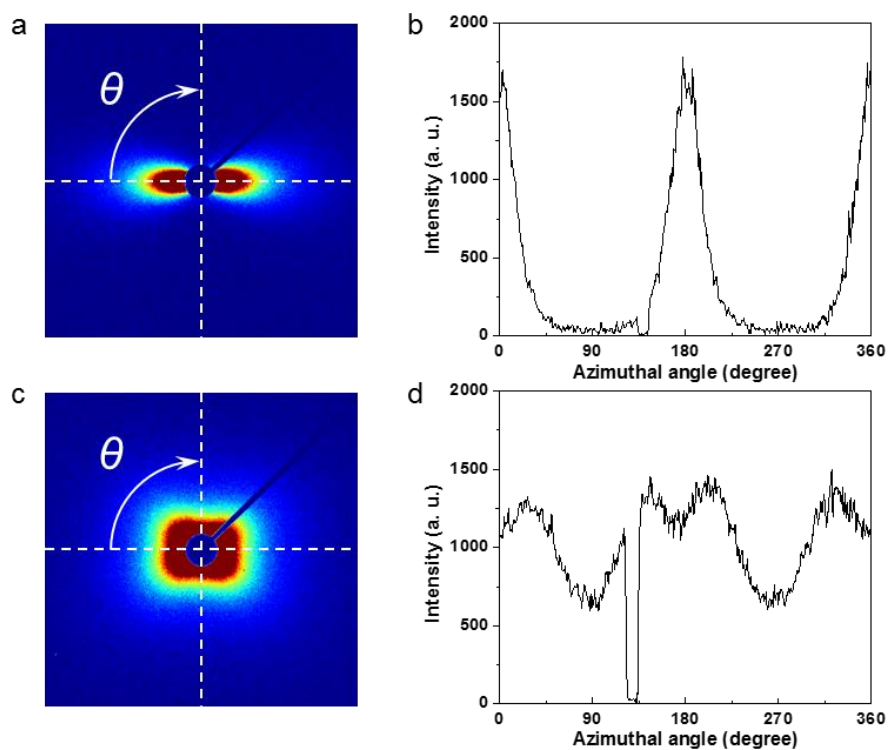 a
θ
b
2000
1500
1000
500
0
Intensity (a. u.)
0 90 180 270 360
Azimuthal angle (degree)
c
θ
d
2000
1500
1000
500
0
Intensity (a. u.)
0 90 180 270 360
Azimuthal angle (degree)